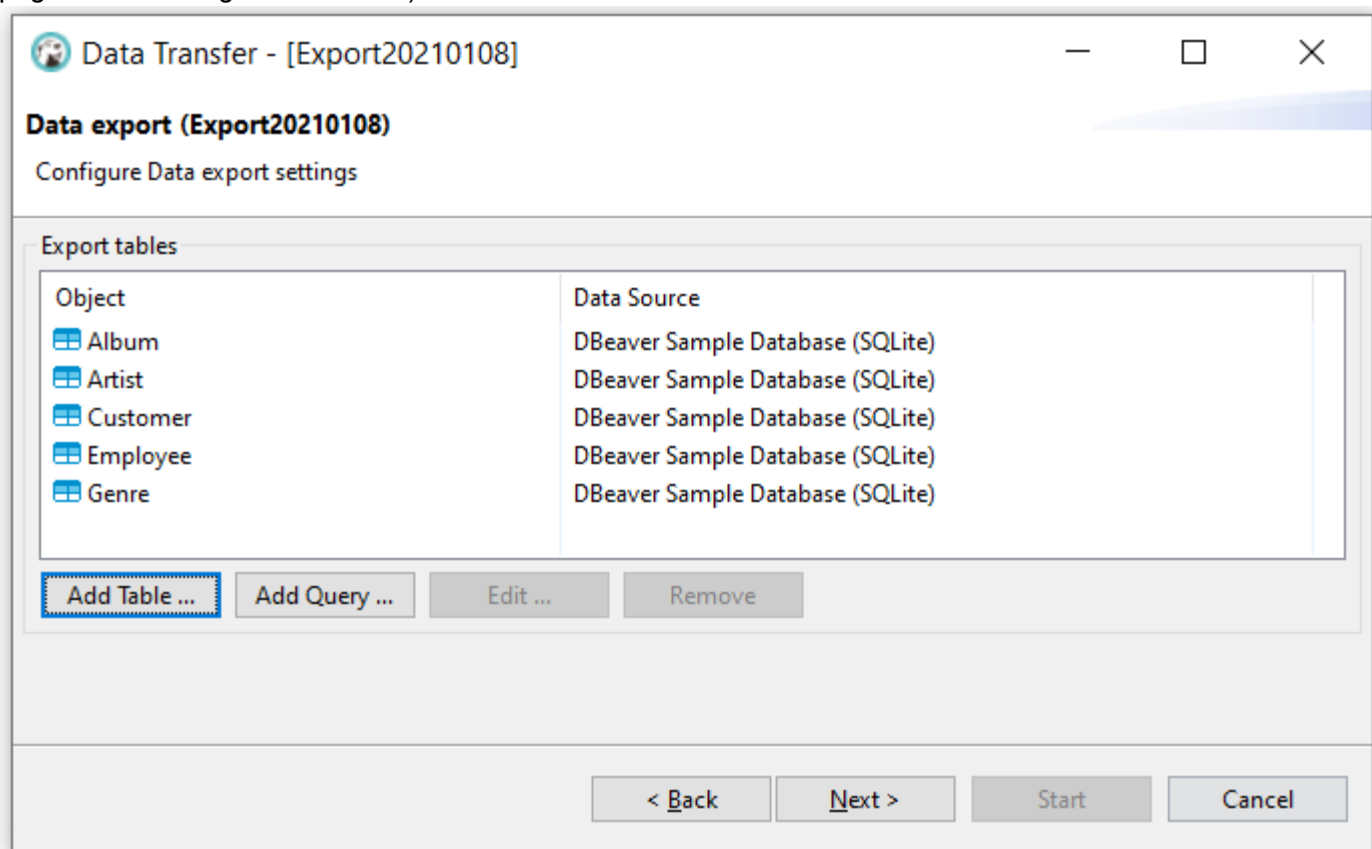 Data Transfer - [Export20210108]
Data export (Export20210108)
Configure Data export settings
Export tables
Object Data Source
Album DBeaver Sample Database (SQLite)
Artist DBeaver Sample Database (SQLite)
Customer DBeaver Sample Database (SQLite)
Employee DBeaver Sample Database (SQLite)
Genre DBeaver Sample Database (SQLite)
Add Table ... Add Query ... Edit ... Remove
< Back Next > Start Cancel